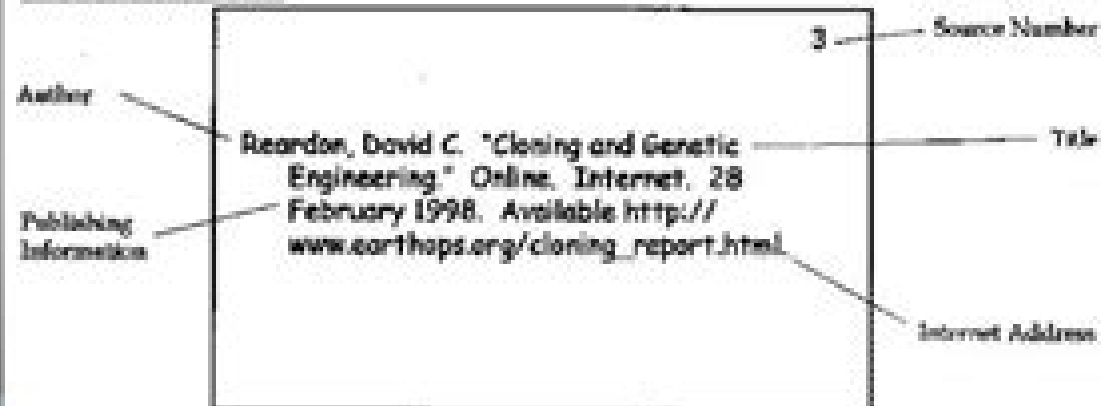 3
Source Number
Author
Reardon, David C. "Cloning and Genetic
Title
Engineering." Online. Internet. 28
February 1998. Available http://
Publishing
Information
www.earthops.org/cloning_report.html.
Internet Address